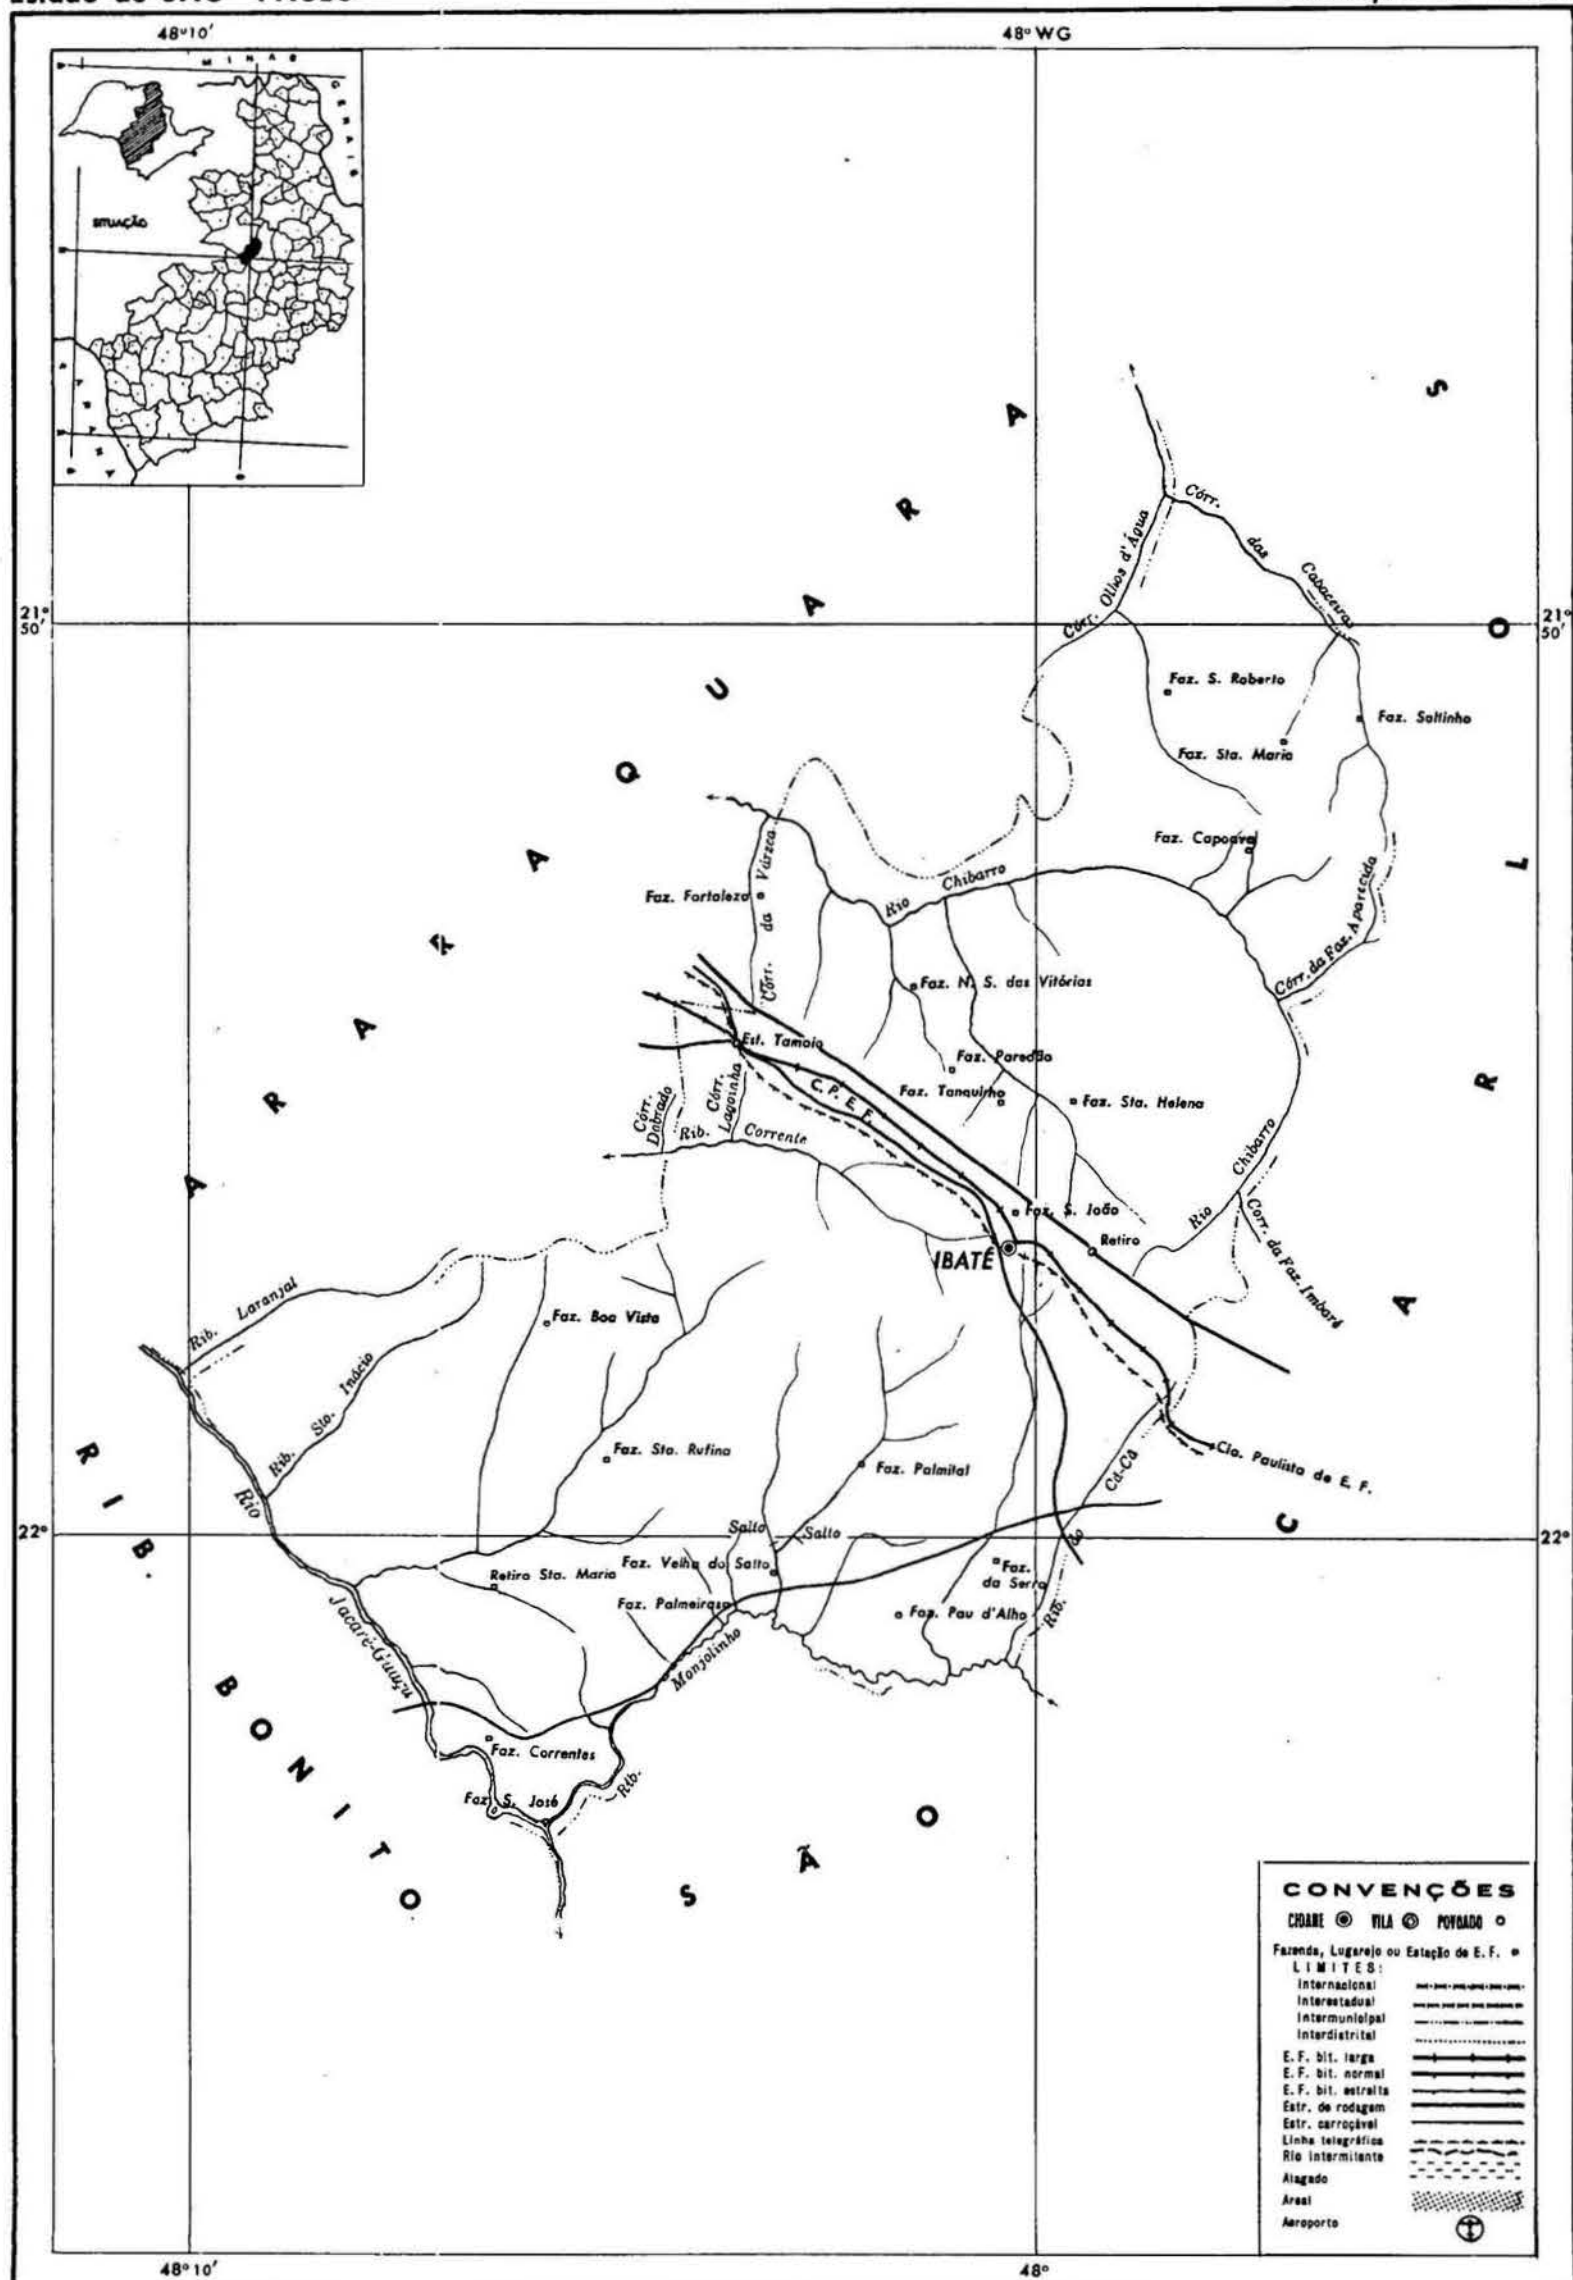 48°10′
48° WG
MINAS
GERAIS
SITUAÇÃO
ARARAQUARA
ARARAQUARA
SÃO CARLOS
RIB. BONITO
21° 50′
21° 50′
Córr. das Cabaceiras
Córr. Olhos d'Água
Faz. S. Roberto
Faz. Saltinho
Faz. Sta. Maria
Faz. Capoava
Faz. Fortaleza
Córr. da Várzea
Rio Chibarro
Córr. da Faz. Aparecida
Faz. N. S. das Vitórias
Est. Tamoio
Faz. Paredão
Faz. Tanquinho
Faz. Sta. Helena
C. P. E. F.
Córr. Dobrado
Córr. Lagoinha
Rib. Corrente
Rio Chibarro
Faz. S. João
IBATÉ
Retiro
Corr. da Faz. Imbaré
Rib. Laranjal
Faz. Boa Vista
Rib. Sto. Inácio
Faz. Sta. Rufina
Faz. Palmital
Cia. Paulista de E. F.
Rib. do Cá-Cá
22°
22°
Rio Jacaré-Guaçu
Salto
Salto
Retiro Sta. Maria
Faz. Velha do Salto
Faz. da Serra
Faz. Palmeiras
Faz. Pau d'Alho
Rib. Monjolinho
Faz. Correntes
Faz. S. José
CONVENÇÕES
CIDADE VILA POVOADO
Fazenda, Lugarejo ou Estação de E. F.
LIMITES:
Internacional
Interestadual
Intermunicipal
Interdistrital
E. F. bit. larga
E. F. bit. normal
E. F. bit. estreita
Estr. de rodagem
Estr. carroçável
Linha telegráfica
Rio intermitente
Alagado
Areal
Aeroporto
48°10′
48°